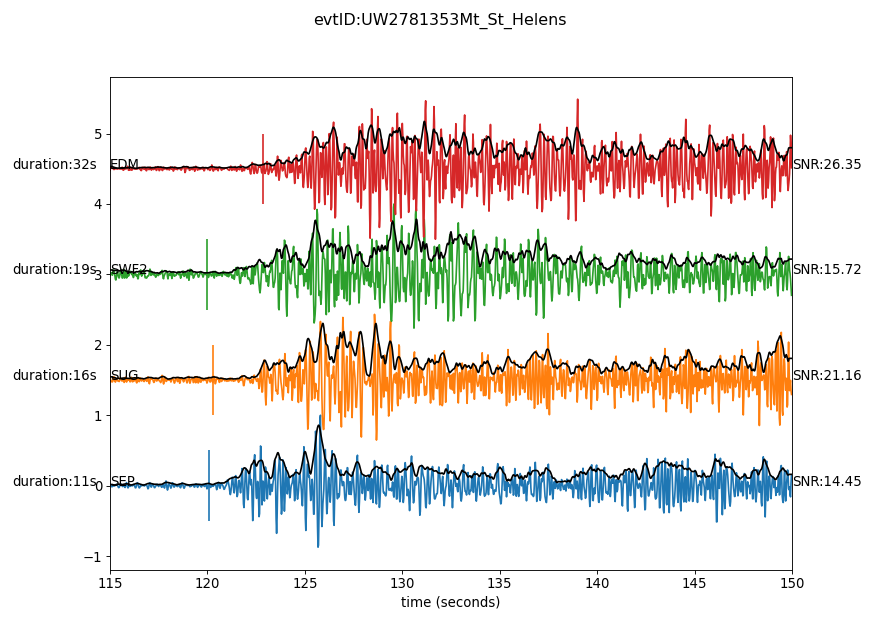 evtID:UW2781353Mt_St_Helens
5
duration:32s EDM SNR:26.35
4
duration:19s SWF2 SNR:15.72
3
2
duration:16s SUG SNR:21.16
1
duration:11s SEP SNR:14.45
0
−1
115 120 125 130 135 140 145 150
time (seconds)